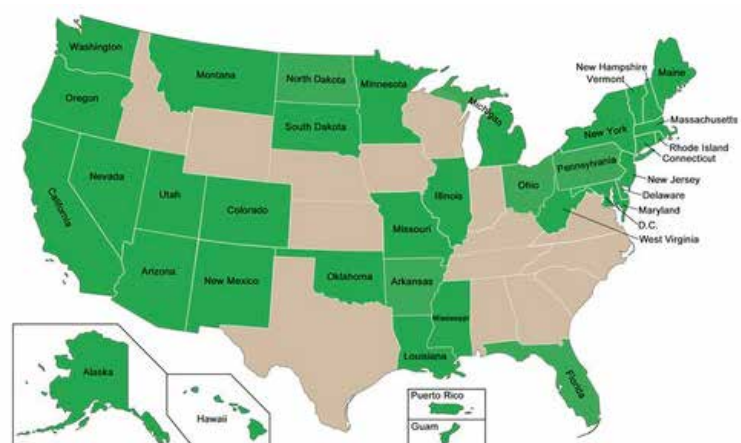 Washington
Montana
North Dakota
Minnesota
Michigan
New Hampshire
Vermont
Maine
Massachusetts
Oregon
South Dakota
New York
Rhode Island
Connecticut
Pennsylvania
New Jersey
Nevada
Utah
Colorado
Illinois
Ohio
Delaware
Maryland
D.C.
West Virginia
California
Missouri
Arizona
New Mexico
Oklahoma
Arkansas
Mississippi
Louisiana
Florida
Alaska
Hawaii
Puerto Rico
Guam